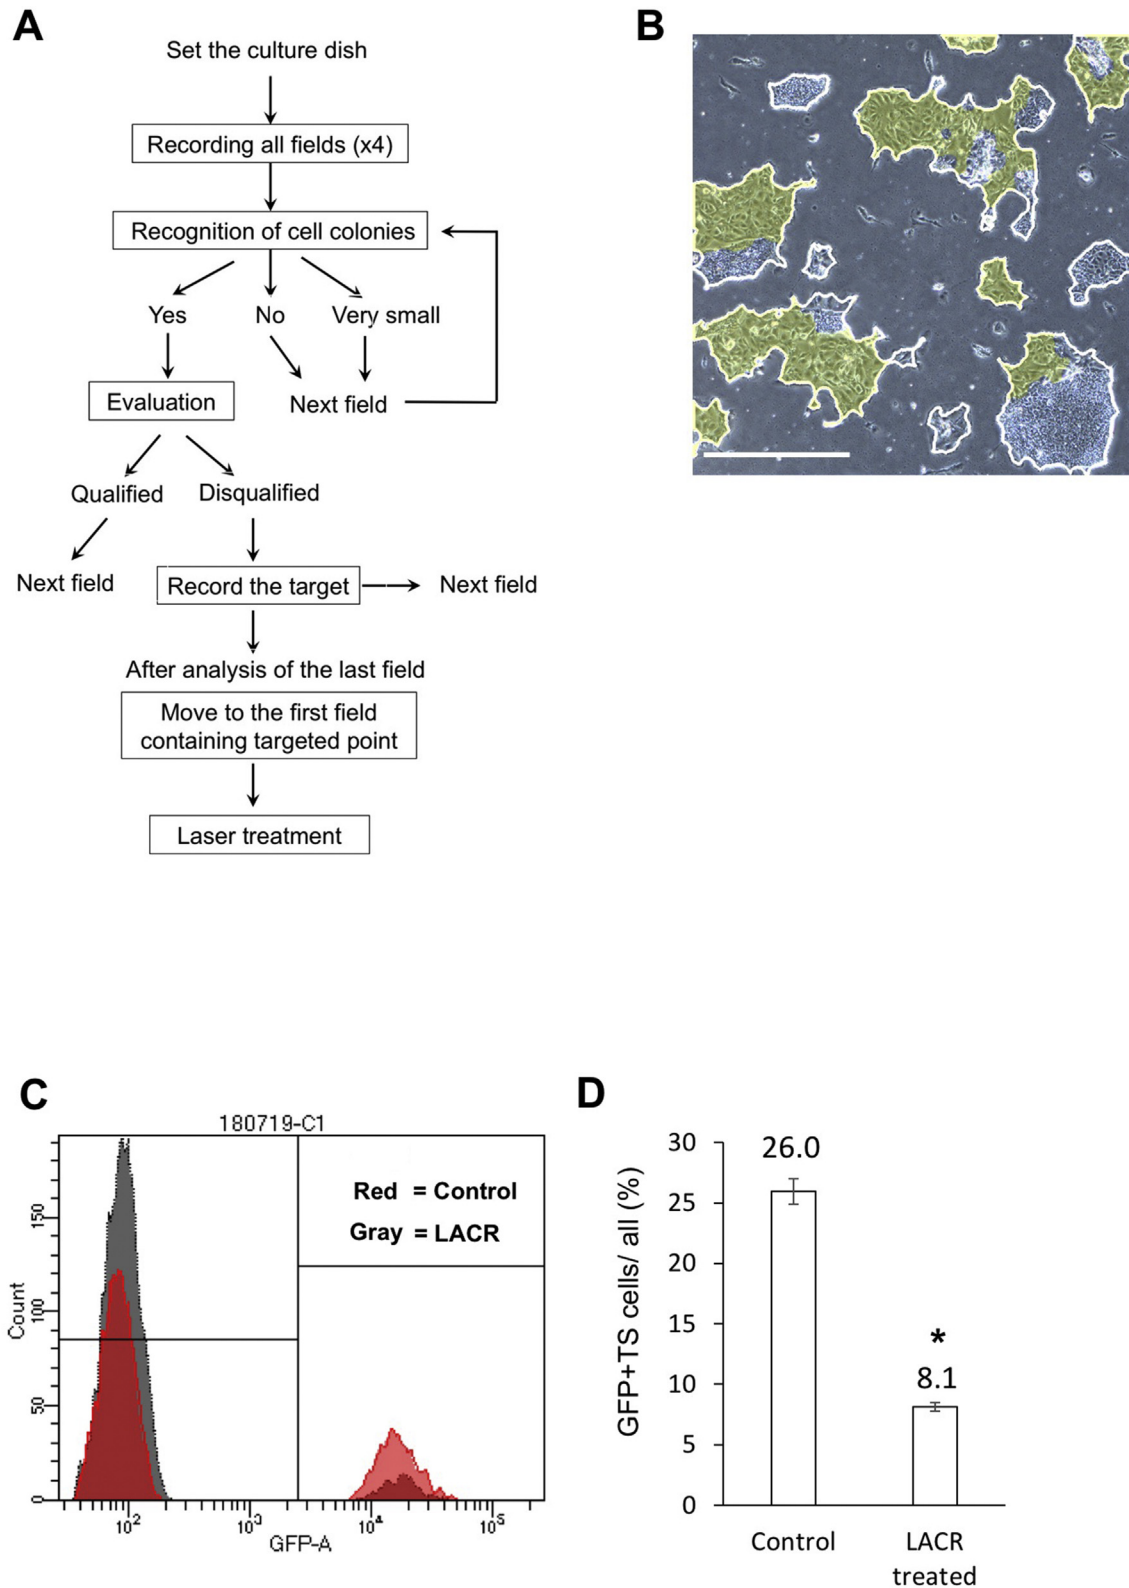 A
Set the culture dish
Recording all fields (x4)
Recognition of cell colonies
Yes No Very small
Evaluation Next field
Qualified Disqualified
Next field Record the target Next field
After analysis of the last field
Move to the first field
containing targeted point
Laser treatment
B
C
180719-C1
Red = Control
Gray = LACR
Count
0 50 100 150
10² 10³ 10⁴ 10⁵
GFP-A
D
GFP+TS cells/ all (%)
30
25
20
15
10
5
0
26.0
*
8.1
Control LACR
treated